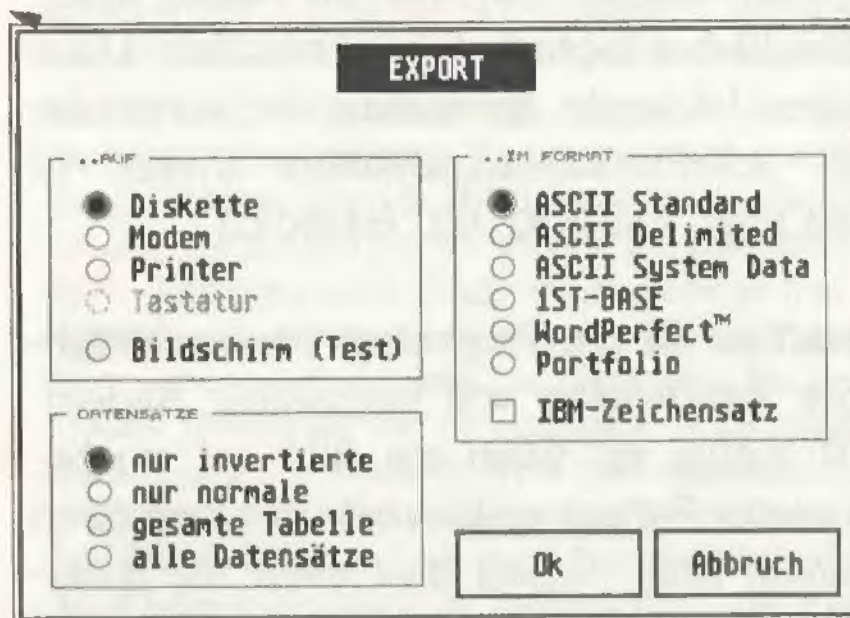 EXPORT
..AUF
Diskette
Modem
Printer
Tastatur
Bildschirm (Test)
..IM FORMAT
ASCII Standard
ASCII Delimited
ASCII System Data
1ST-BASE
WordPerfect™
Portfolio
IBM-Zeichensatz
DATENSÄTZE
nur invertierte
nur normale
gesamte Tabelle
alle Datensätze
Ok
Abbruch